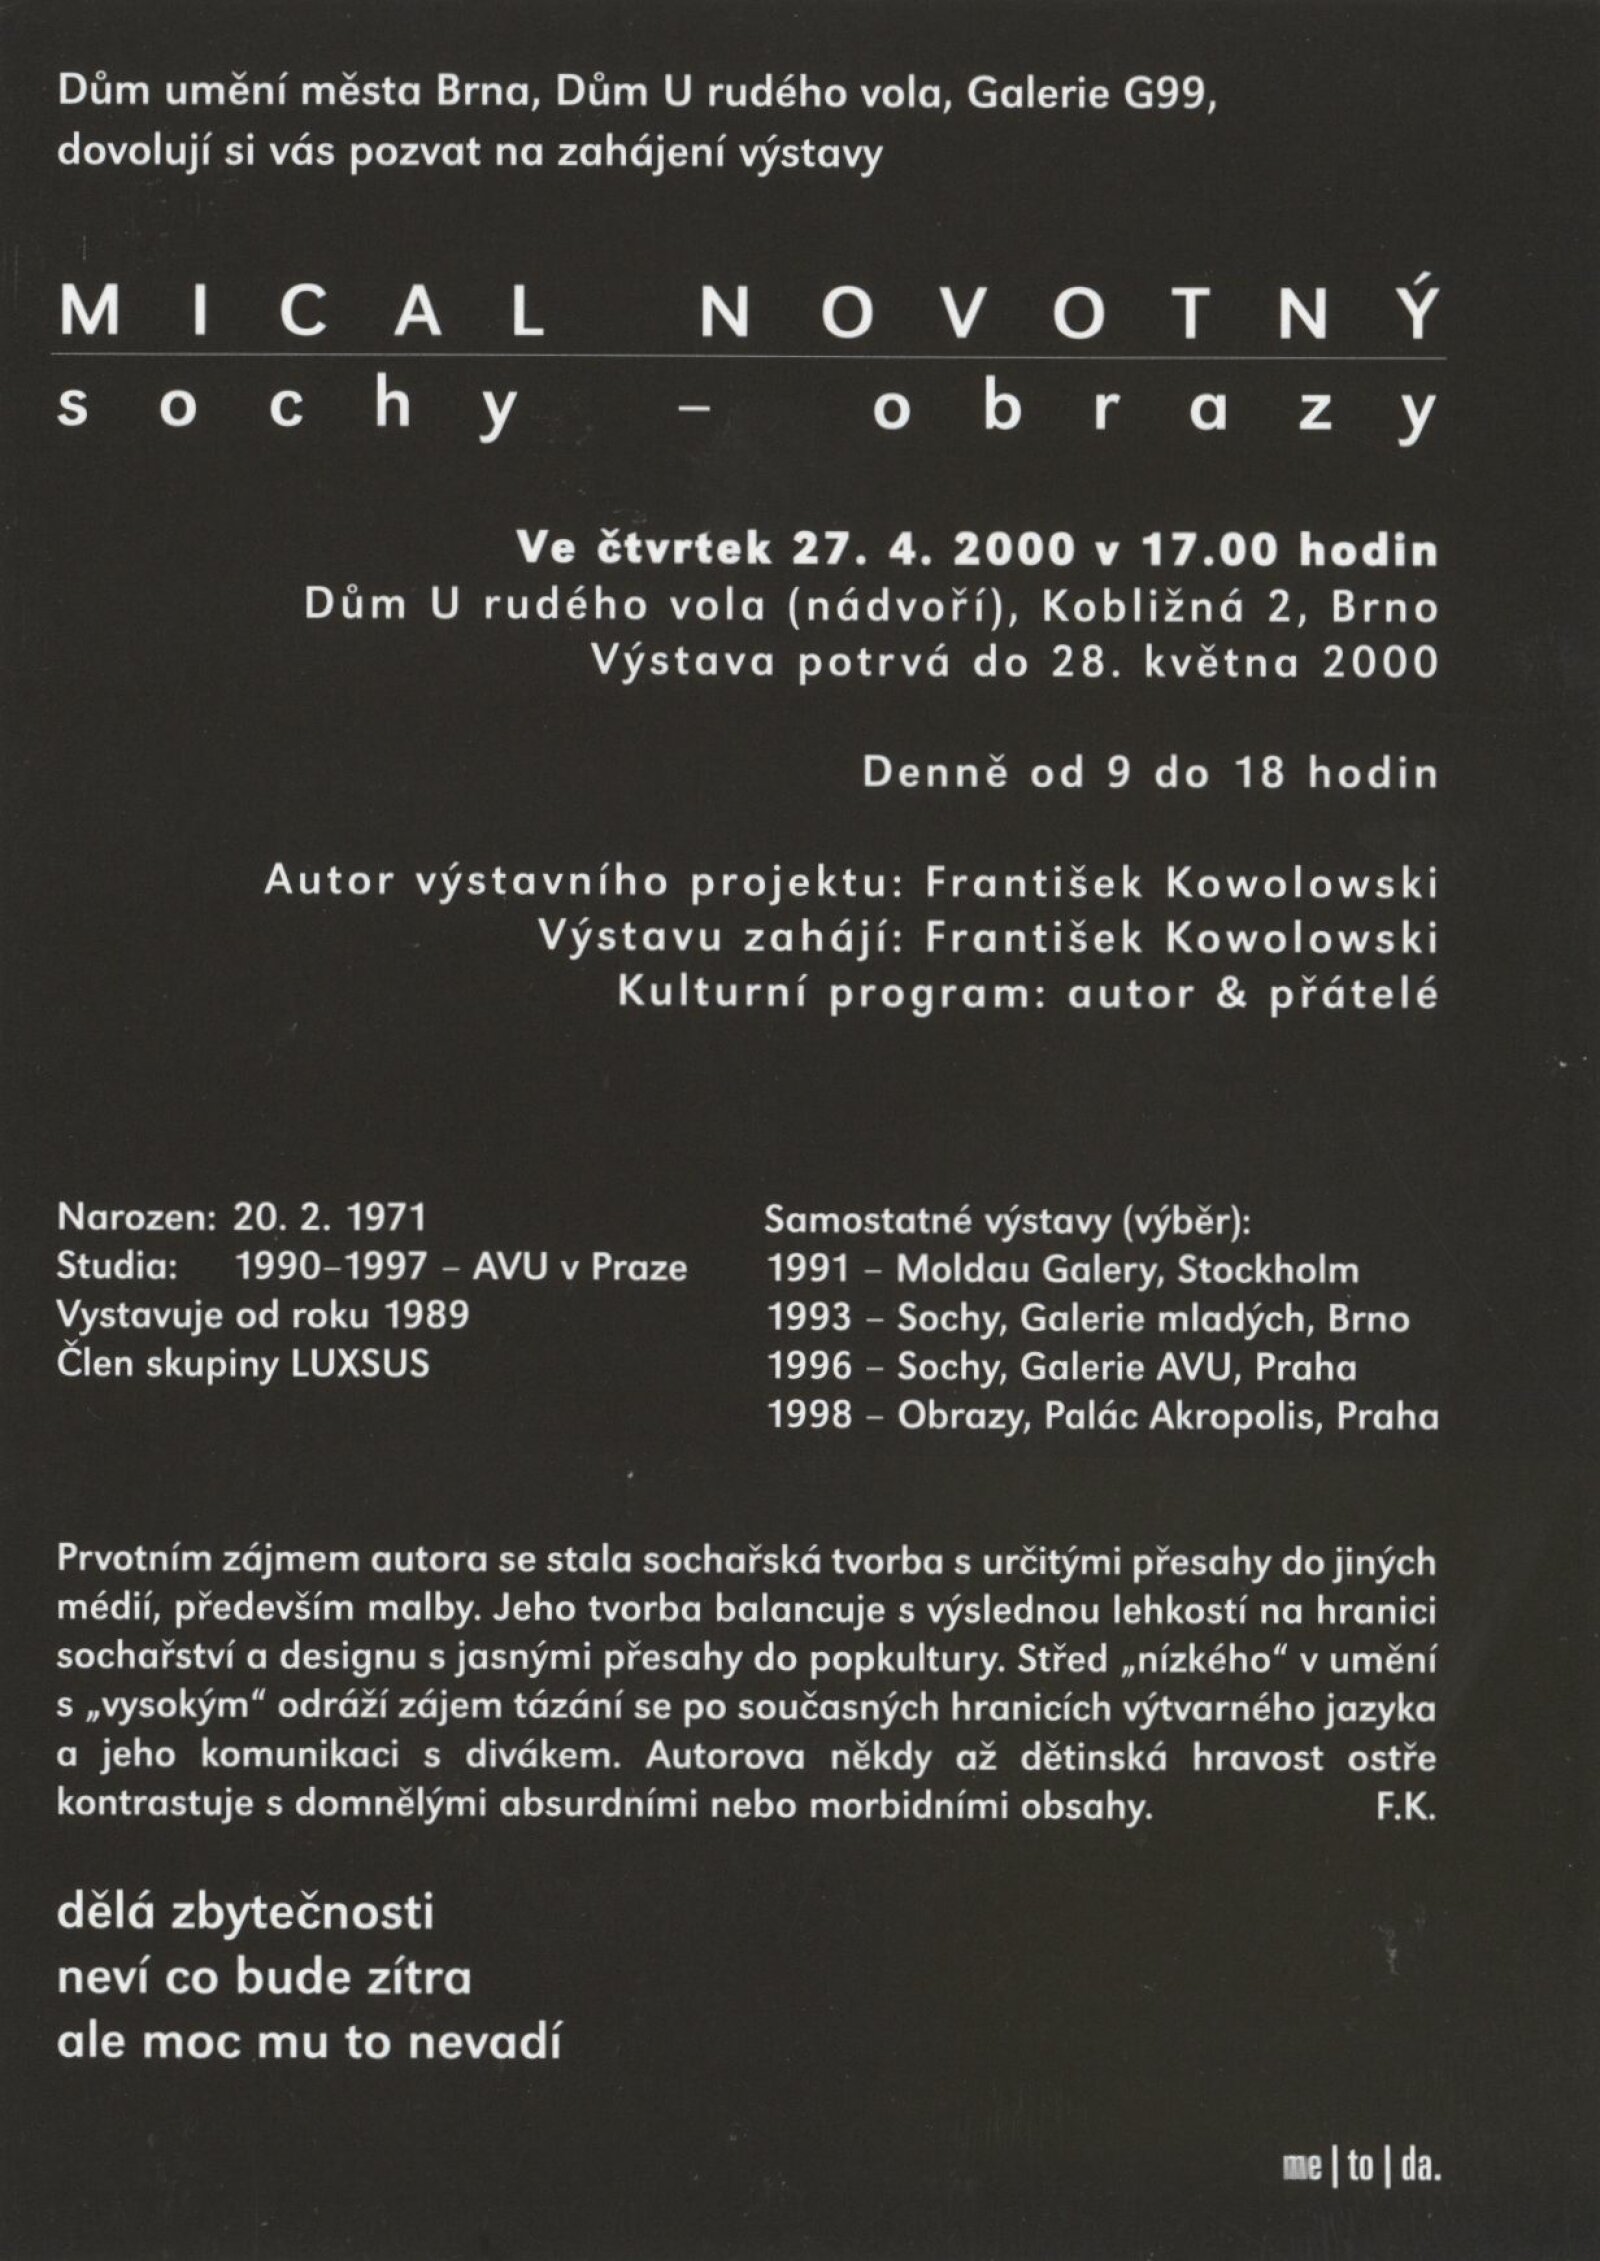 Dům umění města Brna, Dům U rudého vola, Galerie G99,
dovolují si vás pozvat na zahájení výstavy
MICAL NOVOTNÝ
sochy – obrazy
Ve čtvrtek 27. 4. 2000 v 17.00 hodin
Dům U rudého vola (nádvoří), Kobližná 2, Brno
Výstava potrvá do 28. května 2000
Denně od 9 do 18 hodin
Autor výstavního projektu: František Kowolowski
Výstavu zahájí: František Kowolowski
Kulturní program: autor & přátelé
Narozen: 20. 2. 1971
Studia: 1990–1997 – AVU v Praze
Vystavuje od roku 1989
Člen skupiny LUXSUS
Samostatné výstavy (výběr):
1991 – Moldau Galery, Stockholm
1993 – Sochy, Galerie mladých, Brno
1996 – Sochy, Galerie AVU, Praha
1998 – Obrazy, Palác Akropolis, Praha
Prvotním zájmem autora se stala sochařská tvorba s určitými přesahy do jiných
médií, především malby. Jeho tvorba balancuje s výslednou lehkostí na hranici
sochařství a designu s jasnými přesahy do popkultury. Střed „nízkého“ v umění
s „vysokým“ odráží zájem tázání se po současných hranicích výtvarného jazyka
a jeho komunikaci s divákem. Autorova někdy až dětinská hravost ostře
kontrastuje s domnělými absurdními nebo morbidními obsahy. F.K.
dělá zbytečnosti
neví co bude zítra
ale moc mu to nevadí
me|to|da.